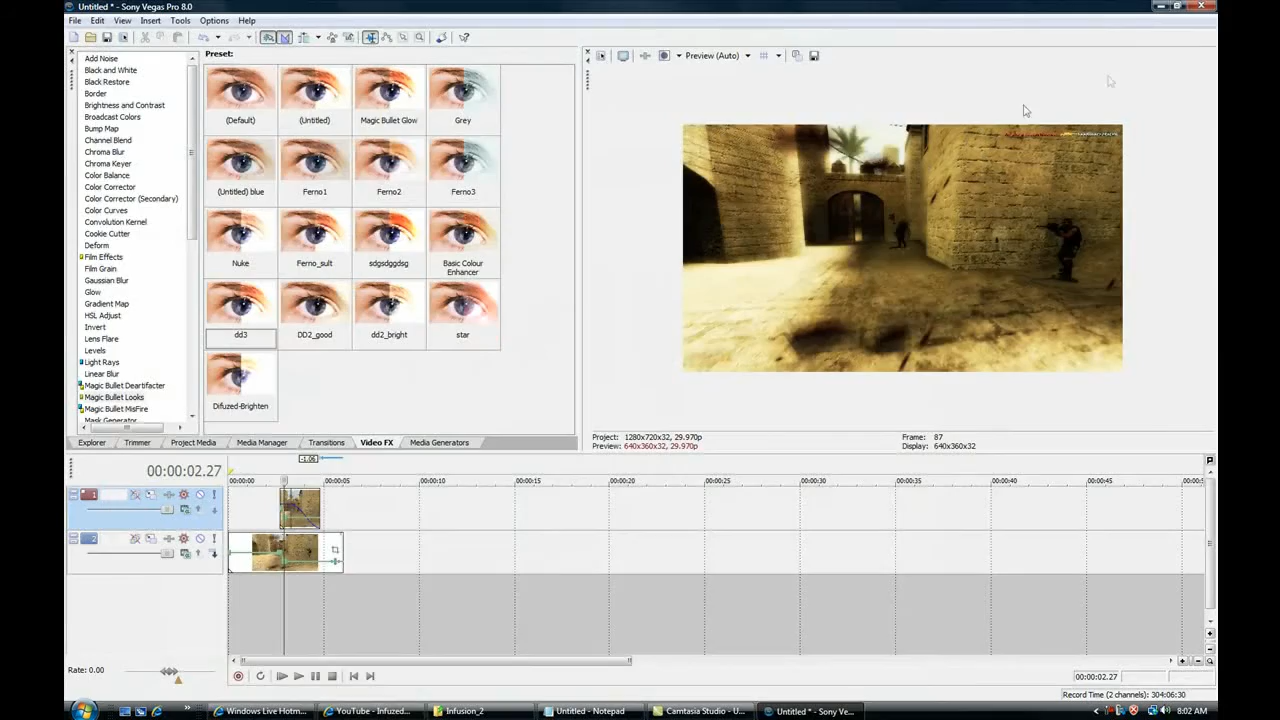 Untitled * - Sony Vegas Pro 8.0
File Edit View Insert Tools Options Help
Add Noise
Black and White
Black Restore
Border
Brightness and Contrast
Broadcast Colors
Bump Map
Channel Blend
Chroma Blur
Chroma Keyer
Color Balance
Color Corrector
Color Corrector (Secondary)
Color Curves
Convolution Kernel
Cookie Cutter
Deform
Film Effects
Film Grain
Gaussian Blur
Glow
Gradient Map
HSL Adjust
Invert
Lens Flare
Levels
Light Rays
Linear Blur
Magic Bullet Deartifacter
Magic Bullet Looks
Magic Bullet MisFire
Mask Generator
Preset:
(Default) (Untitled) Magic Bullet Glow Grey
(Untitled) blue Ferno1 Ferno2 Ferno3
Nuke Ferno_sult sdgsdggdsg Basic Colour Enhancer
dd3 DD2_good dd2_bright star
Difuzed-Brighten
Preview (Auto)
Project: 1280x720x32, 29.970p Frame: 87
Preview: 640x360x32, 29.970p Display: 640x360x32
Explorer Trimmer Project Media Media Manager Transitions Video FX Media Generators
-1.06
00:00:02.27
00:00:00 00:00:05 00:00:10 00:00:15 00:00:20 00:00:25 00:00:30 00:00:35 00:00:40 00:00:45
1
2
Rate: 0.00
00:00:02.27
Record Time (2 channels): 304:06:30
Windows Live Hotm... YouTube - Infuzed... Infusion_2 Untitled - Notepad Camtasia Studio - U... Untitled * - Sony Ve... 8:02 AM